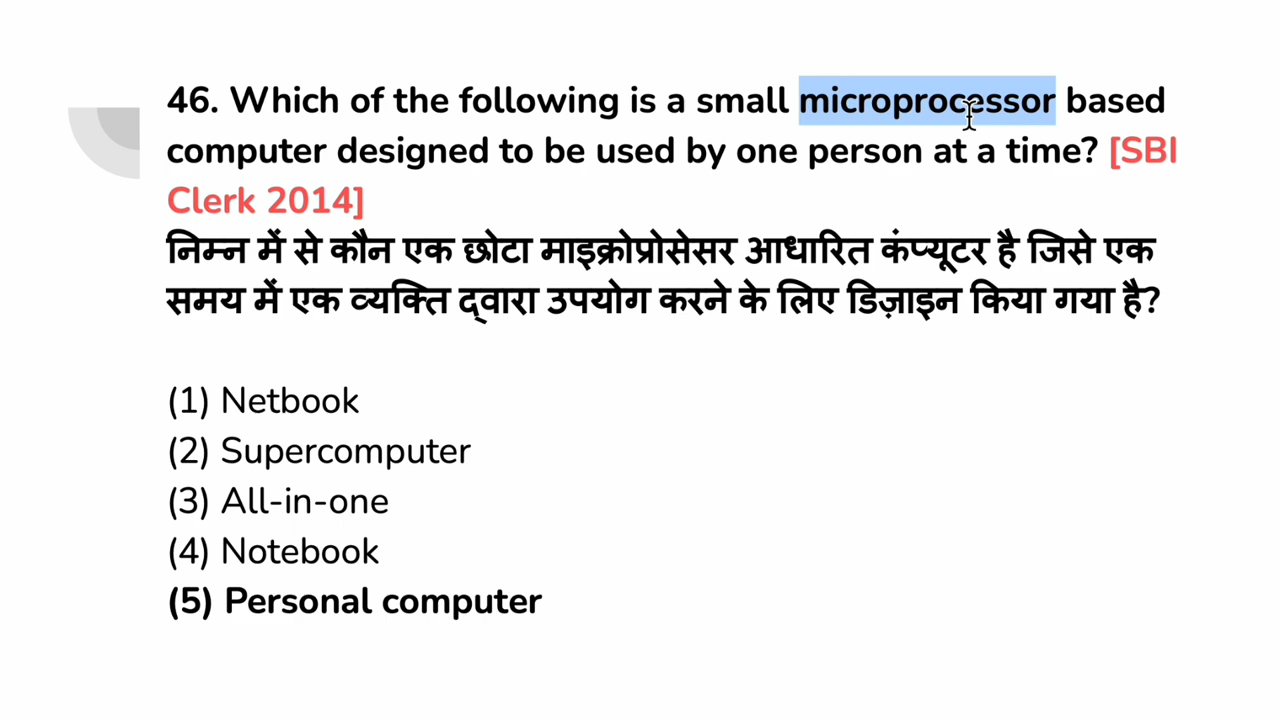 46. Which of the following is a small microprocessor based
computer designed to be used by one person at a time? [SBI
Clerk 2014]
निम्न में से कौन एक छोटा माइक्रोप्रोसेसर आधारित कंप्यूटर है जिसे एक
समय में एक व्यक्ति द्वारा उपयोग करने के लिए डिज़ाइन किया गया है?
(1) Netbook
(2) Supercomputer
(3) All-in-one
(4) Notebook
(5) Personal computer